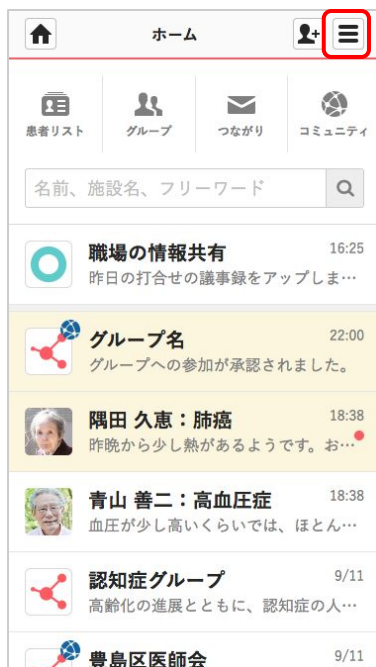 ホーム
患者リスト グループ つながり コミュニティ
名前、施設名、フリーワード
職場の情報共有 16:25
昨日の打合せの議事録をアップしま…
グループ名 22:00
グループへの参加が承認されました。
隅田 久恵：肺癌 18:38
昨晩から少し熱があるようです。お…
青山 善二：高血圧症 18:38
血圧が少し高いくらいでは、ほとん…
認知症グループ 9/11
高齢化の進展とともに、認知症の人…
豊島区医師会 9/11